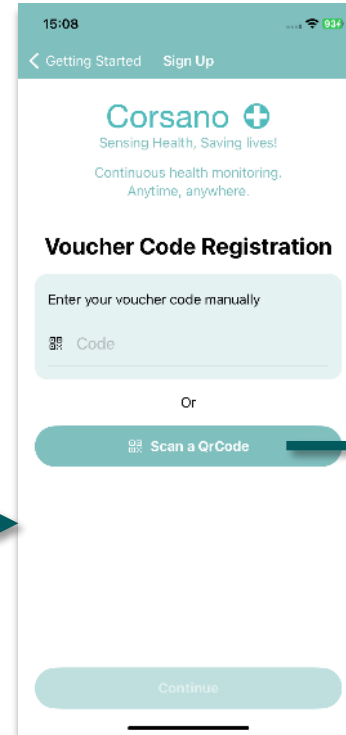 15:08 93
Getting Started Sign Up
Corsano
Sensing Health, Saving lives!
Continuous health monitoring.
Anytime, anywhere.
Voucher Code Registration
Enter your voucher code manually
Code
Or
Scan a QrCode
Continue